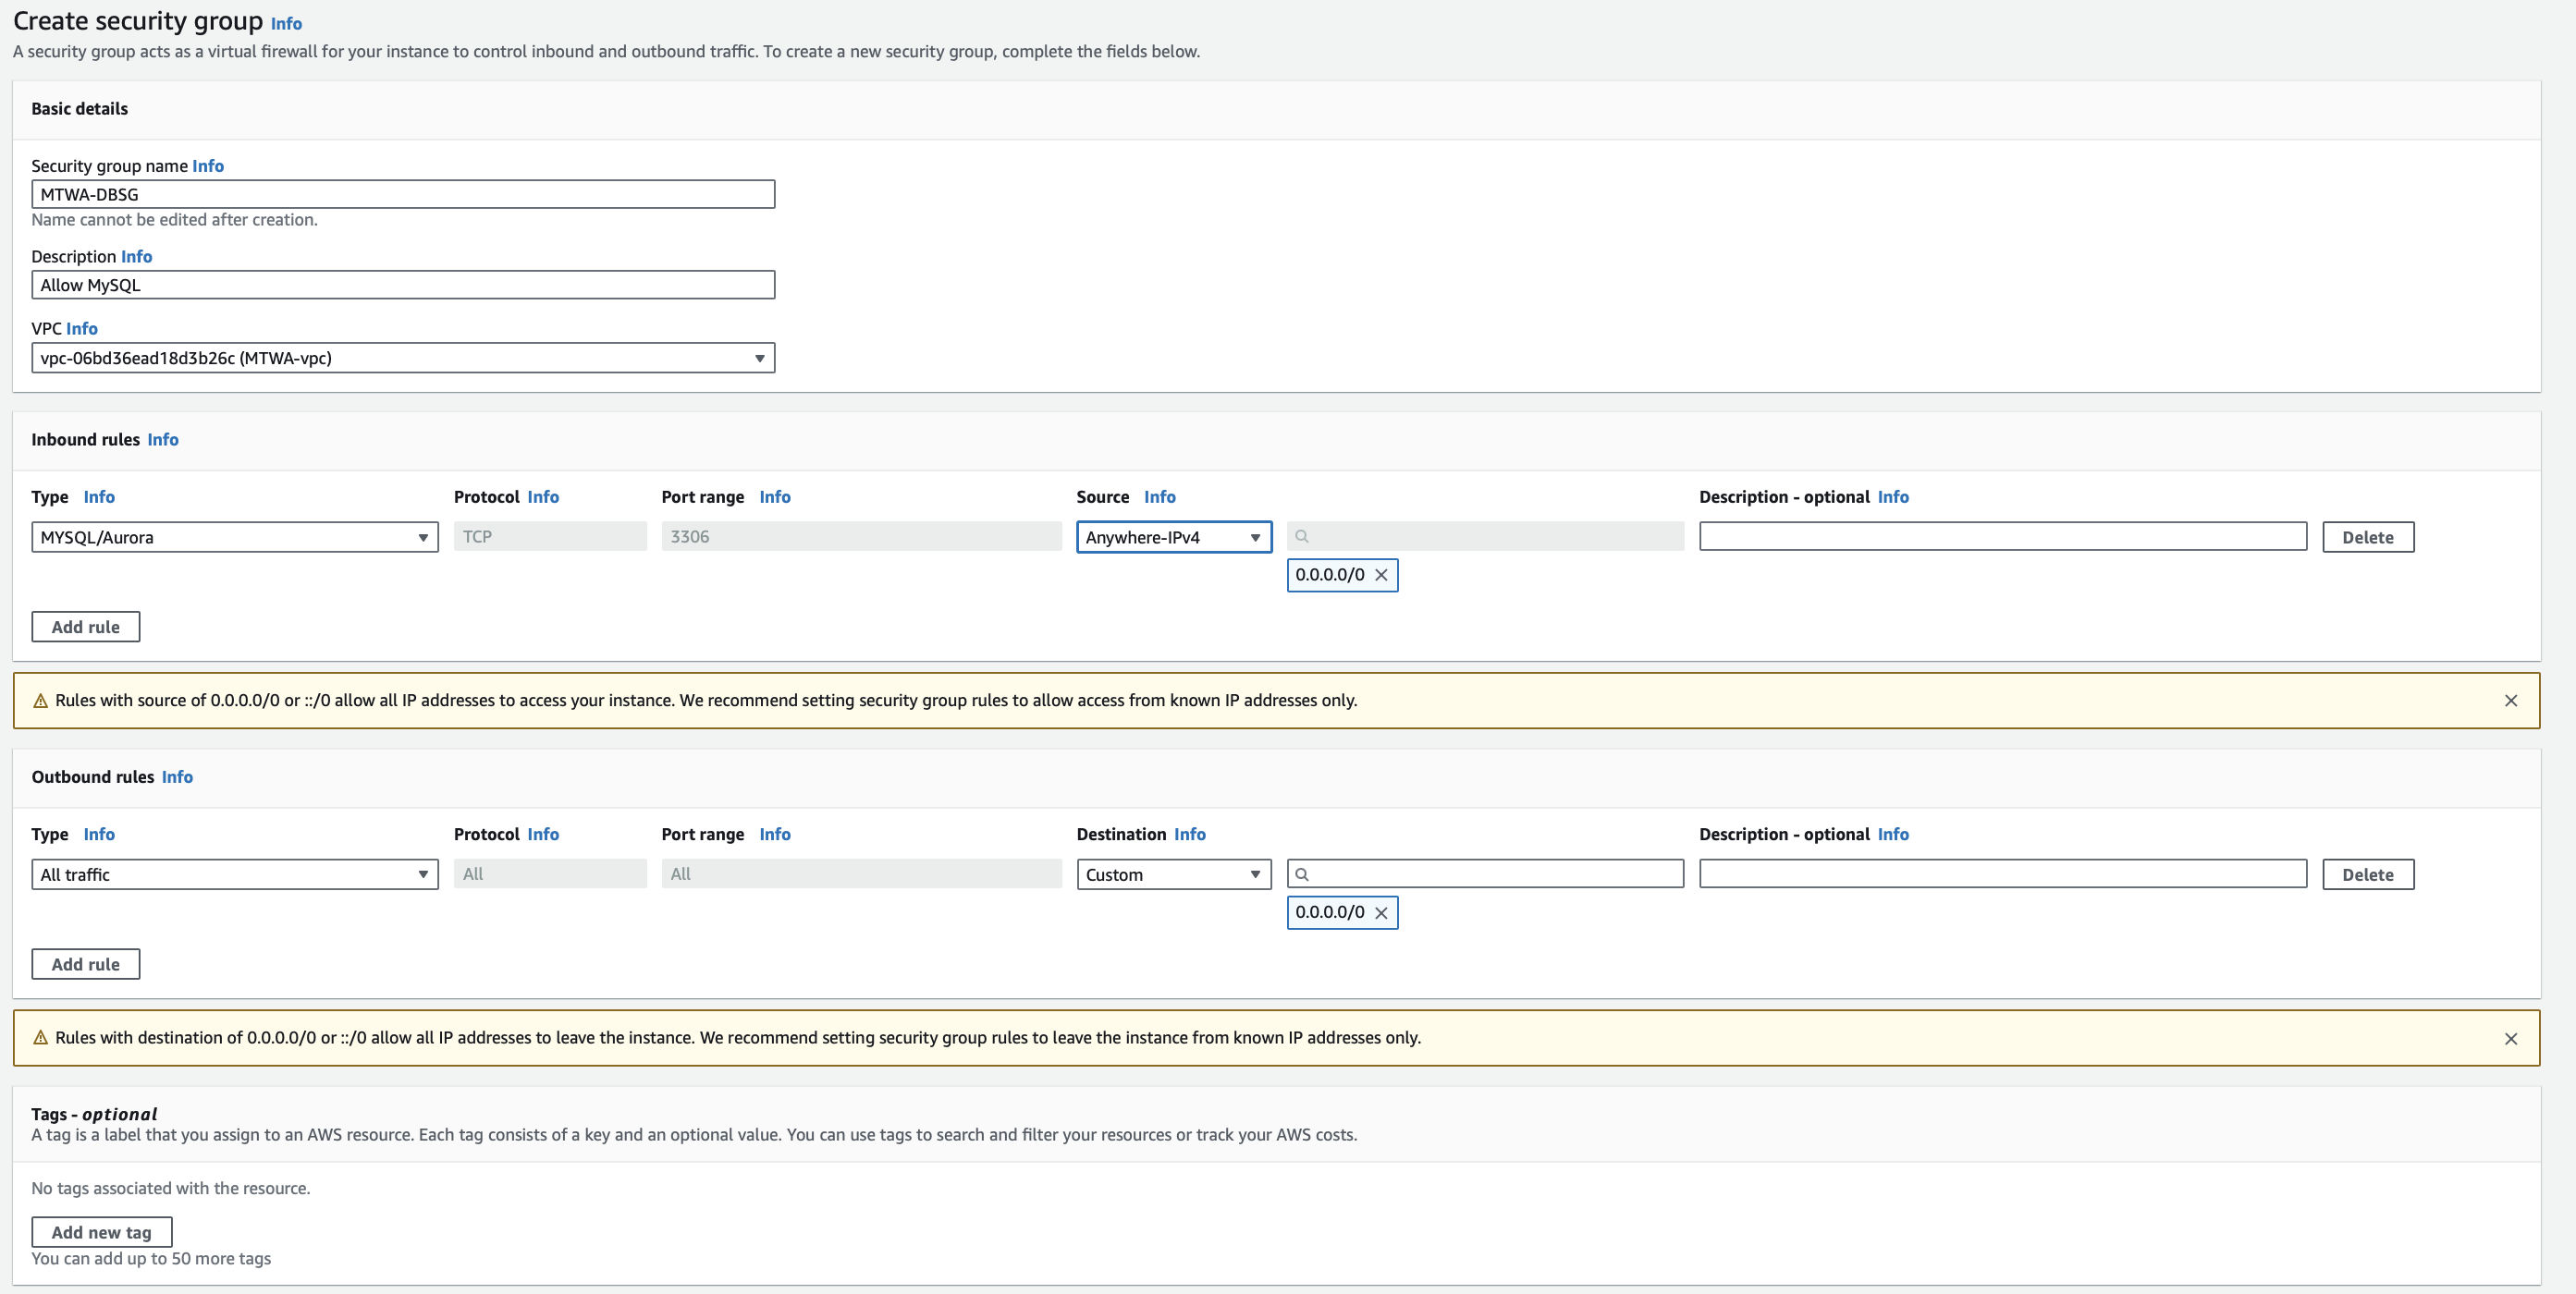 Create security group Info
A security group acts as a virtual firewall for your instance to control inbound and outbound traffic. To create a new security group, complete the fields below.
Basic details
Security group name Info
MTWA-DBSG
Name cannot be edited after creation.
Description Info
Allow MySQL
VPC Info
vpc-06bd36ead18d3b26c (MTWA-vpc)
Inbound rules Info
Type Info Protocol Info Port range Info Source Info Description - optional Info
MYSQL/Aurora TCP 3306 Anywhere-IPv4 Delete
0.0.0.0/0
Add rule
Rules with source of 0.0.0.0/0 or ::/0 allow all IP addresses to access your instance. We recommend setting security group rules to allow access from known IP addresses only.
Outbound rules Info
Type Info Protocol Info Port range Info Destination Info Description - optional Info
All traffic All All Custom Delete
0.0.0.0/0
Add rule
Rules with destination of 0.0.0.0/0 or ::/0 allow all IP addresses to leave the instance. We recommend setting security group rules to leave the instance from known IP addresses only.
Tags - optional
A tag is a label that you assign to an AWS resource. Each tag consists of a key and an optional value. You can use tags to search and filter your resources or track your AWS costs.
No tags associated with the resource.
Add new tag
You can add up to 50 more tags